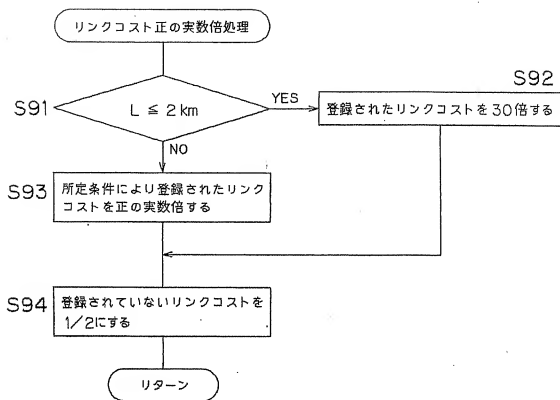 リンクコスト正の実数倍処理
S91
L ≦ 2km
YES
S92
登録されたリンクコストを30倍する
NO
S93
所定条件により登録されたリンク
コストを正の実数倍する
S94
登録されていないリンクコストを
1/2にする
リターン